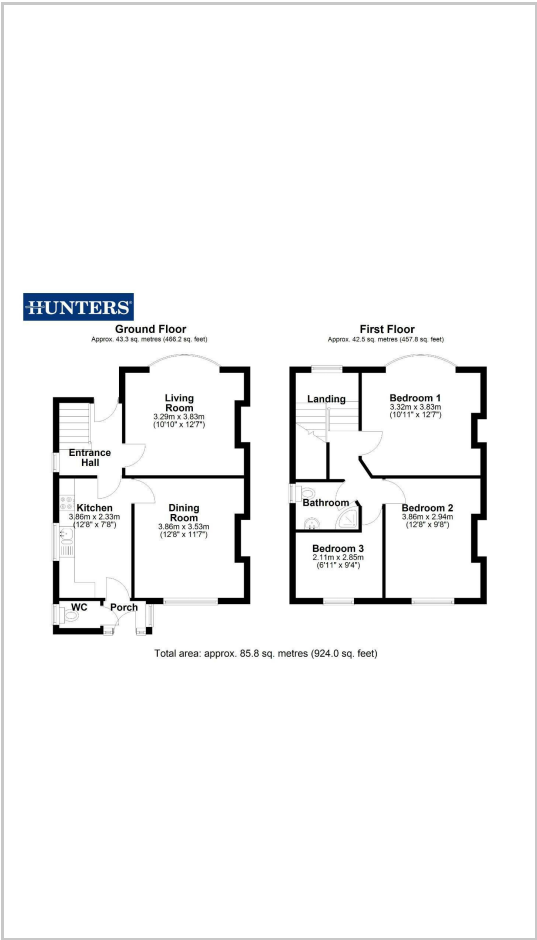 HUNTERS
Ground Floor
Approx. 43.3 sq. metres (466.2 sq. feet)
Living
Room
3.29m x 3.83m
(10'10" x 12'7")
Entrance
Hall
Kitchen
3.86m x 2.33m
(12'8" x 7'8")
Dining
Room
3.86m x 3.53m
(12'8" x 11'7")
WC
Porch
First Floor
Approx. 42.5 sq. metres (457.8 sq. feet)
Landing
Bedroom 1
3.32m x 3.83m
(10'11" x 12'7")
Bathroom
Bedroom 2
3.86m x 2.94m
(12'8" x 9'8")
Bedroom 3
2.11m x 2.85m
(6'11" x 9'4")
Total area: approx. 85.8 sq. metres (924.0 sq. feet)